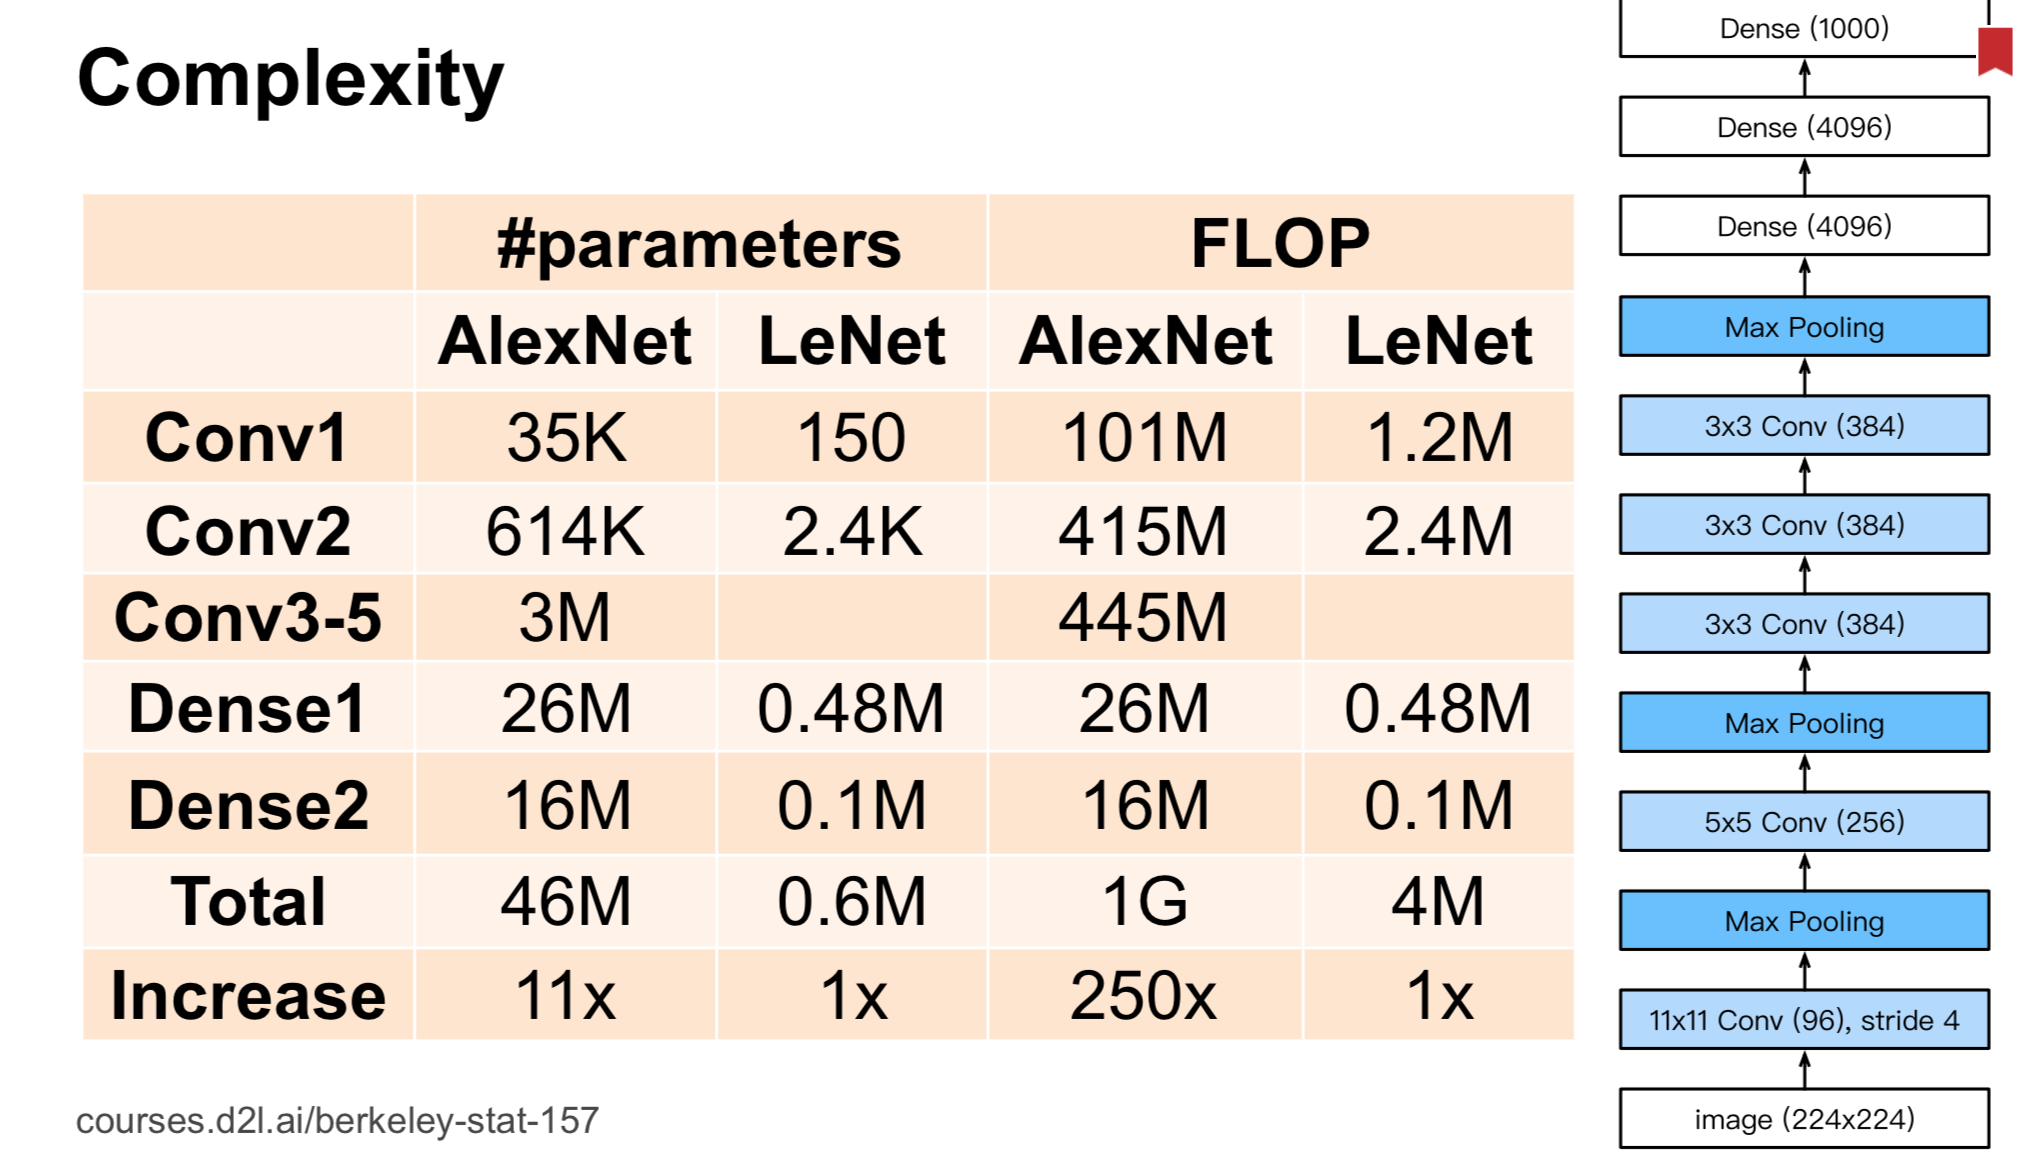 Complexity
#parameters FLOP
AlexNet LeNet AlexNet LeNet
Conv1 35K 150 101M 1.2M
Conv2 614K 2.4K 415M 2.4M
Conv3-5 3M 445M
Dense1 26M 0.48M 26M 0.48M
Dense2 16M 0.1M 16M 0.1M
Total 46M 0.6M 1G 4M
Increase 11x 1x 250x 1x
courses.d2l.ai/berkeley-stat-157
Dense (1000)
Dense (4096)
Dense (4096)
Max Pooling
3x3 Conv (384)
3x3 Conv (384)
3x3 Conv (384)
Max Pooling
5x5 Conv (256)
Max Pooling
11x11 Conv (96), stride 4
image (224x224)